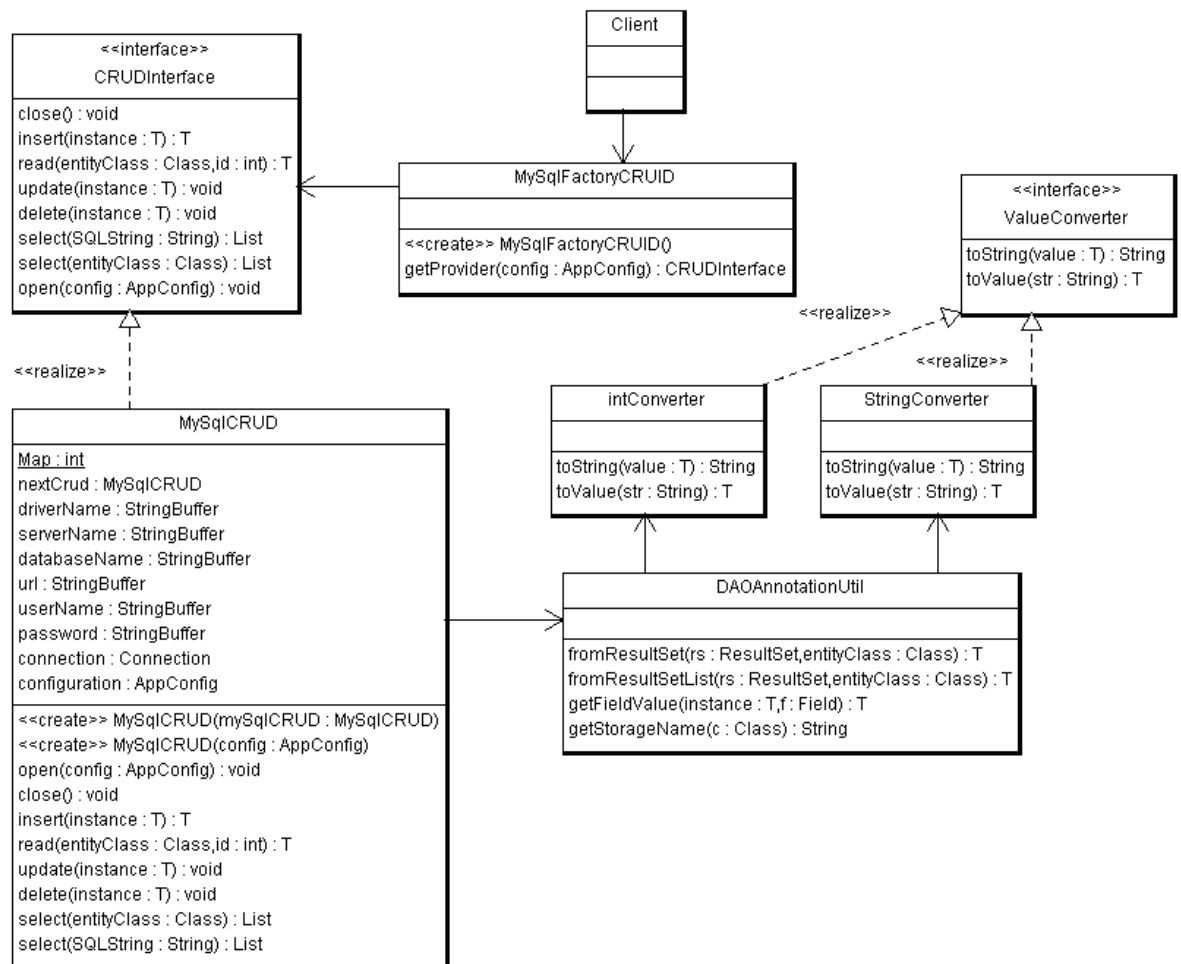 <<interface>>
CRUDInterface
close() : void
insert(instance : T) : T
read(entityClass : Class,id : int) : T
update(instance : T) : void
delete(instance : T) : void
select(SQLString : String) : List
select(entityClass : Class) : List
open(config : AppConfig) : void
Client
MySqlFactoryCRUID
<<create>> MySqlFactoryCRUID()
getProvider(config : AppConfig) : CRUDInterface
<<interface>>
ValueConverter
toString(value : T) : String
toValue(str : String) : T
<<realize>>
<<realize>>
<<realize>>
MySqlCRUD
Map : int
nextCrud : MySqlCRUD
driverName : StringBuffer
serverName : StringBuffer
databaseName : StringBuffer
url : StringBuffer
userName : StringBuffer
password : StringBuffer
connection : Connection
configuration : AppConfig
<<create>> MySqlCRUD(mySqlCRUD : MySqlCRUD)
<<create>> MySqlCRUD(config : AppConfig)
open(config : AppConfig) : void
close() : void
insert(instance : T) : T
read(entityClass : Class,id : int) : T
update(instance : T) : void
delete(instance : T) : void
select(entityClass : Class) : List
select(SQLString : String) : List
intConverter
toString(value : T) : String
toValue(str : String) : T
StringConverter
toString(value : T) : String
toValue(str : String) : T
DAOAnnotationUtil
fromResultSet(rs : ResultSet,entityClass : Class) : T
fromResultSetList(rs : ResultSet,entityClass : Class) : T
getFieldValue(instance : T,f : Field) : T
getStorageName(c : Class) : String